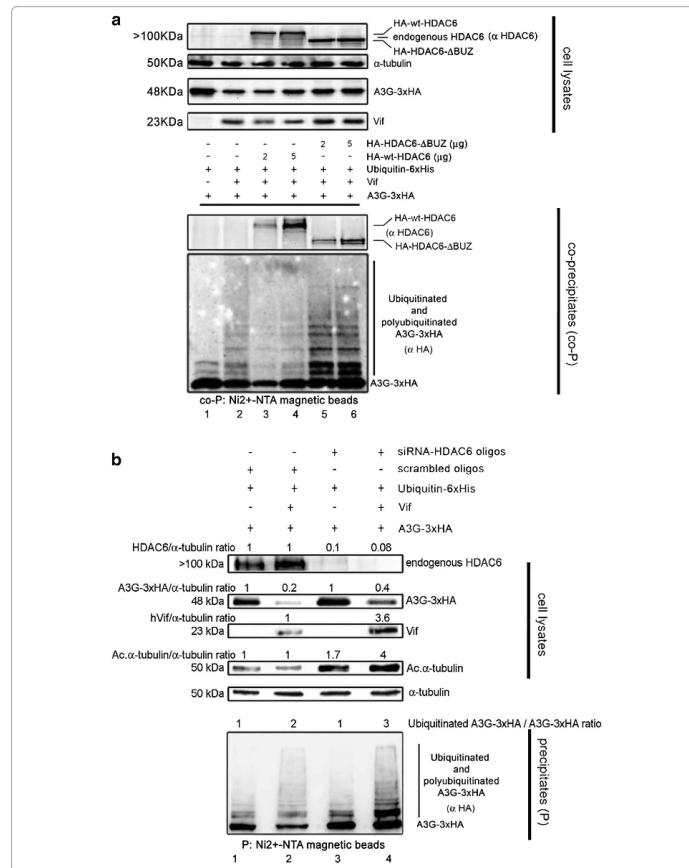 a
>100KDa
HA-wt-HDAC6
endogenous HDAC6 (α HDAC6)
HA-HDAC6-ΔBUZ
50KDa
α-tubulin
48KDa
A3G-3xHA
23KDa
Vif
cell lysates
- - - - 2 5 HA-HDAC6-ΔBUZ (µg)
- - 2 5 - - HA-wt-HDAC6 (µg)
+ + + + + + Ubiquitin-6xHis
- + + + + + Vif
+ + + + + + A3G-3xHA
HA-wt-HDAC6
(α HDAC6)
HA-HDAC6-ΔBUZ
Ubiquitinated
and
polyubiquitinated
A3G-3xHA
(α HA)
A3G-3xHA
co-precipitates (co-P)
co-P: Ni2+-NTA magnetic beads
1 2 3 4 5 6
b
- - + + siRNA-HDAC6 oligos
+ + - - scrambled oligos
+ + + + Ubiquitin-6xHis
- + - + Vif
+ + + + A3G-3xHA
HDAC6/α-tubulin ratio 1 1 0.1 0.08
>100 kDa endogenous HDAC6
A3G-3xHA/α-tubulin ratio 1 0.2 1 0.4
48 kDa A3G-3xHA
hVif/α-tubulin ratio 1 3.6
23 kDa Vif
Ac.α-tubulin/α-tubulin ratio 1 1 1.7 4
50 kDa Ac.α-tubulin
50 kDa α-tubulin
cell lysates
1 2 1 3 Ubiquitinated A3G-3xHA / A3G-3xHA ratio
Ubiquitinated
and
polyubiquitinated
A3G-3xHA
(α HA)
A3G-3xHA
precipitates (P)
P: Ni2+-NTA magnetic beads
1 2 3 4